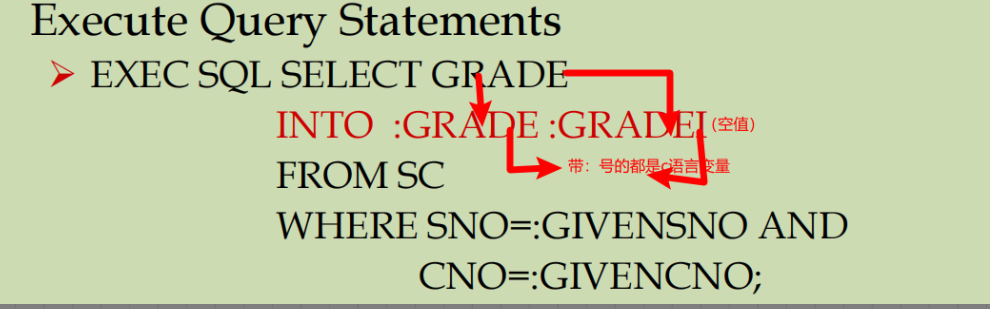 Execute Query Statements
➢ EXEC SQL SELECT GRADE
INTO :GRADE :GRADEI (空值)
带：号的都是c语言变量
FROM SC
WHERE SNO=:GIVENSNO AND
CNO=:GIVENCNO;